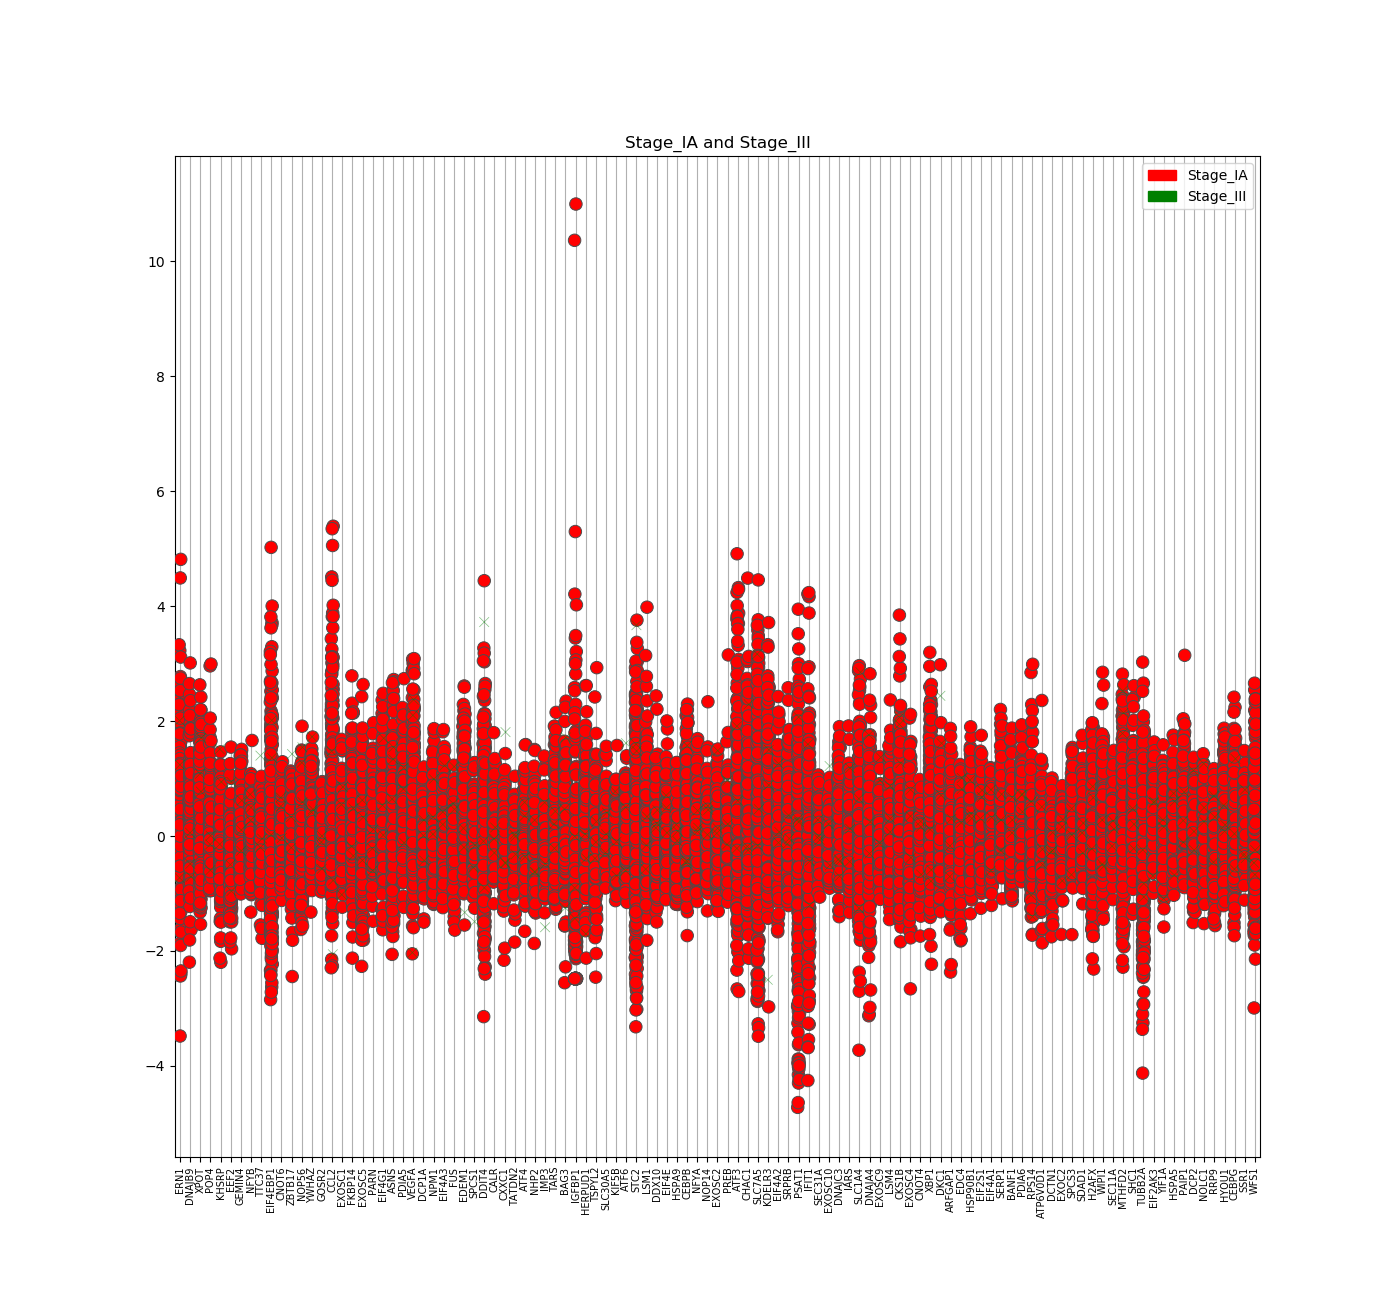 Stage_IA and Stage_III
Stage_IA
Stage_III
10
8
6
4
2
0
−2
−4
ERN1
DNAJB9
XPOT
POP4
KHSRP
EEF2
GEMIN4
NFYB
TTC37
EIF4EBP1
CNOT6
ZBTB17
NOP56
YWHAZ
GOSR2
CCL2
EXOSC1
FKBP14
EXOSC5
PARN
EIF4G1
ASNS
PDIA5
VEGFA
DCP1A
NPM1
EIF4A3
FUS
EDEM1
SPCS1
DDIT4
CALR
CXXC1
TATDN2
ATF4
NHP2
IMP3
TARS
BAG3
IGFBP1
HERPUD1
TSPYL2
SLC30A5
KIF5B
ATF6
STC2
LSM1
DDX10
EIF4E
HSPA9
CEBPB
NFYA
NOP14
EXOSC2
PREB
ATF3
CHAC1
SLC7A5
KDELR3
EIF4A2
SRPRB
PSAT1
IFIT1
SEC31A
EXOSC10
DNAJC3
IARS
SLC1A4
DNAJA4
EXOSC9
LSM4
CKS1B
EXOSC4
CNOT4
XBP1
DKC1
ARFGAP1
EDC4
HSP90B1
EIF2S1
EIF4A1
SERP1
BANF1
PDIA6
RPS14
ATP6V0D1
DCTN1
EXOC2
SPCS3
SDAD1
H2AFX
WIPI1
SEC11A
MTHFD2
SHC1
TUBB2A
EIF2AK3
YIF1A
HSPA5
PAIP1
DCP2
NOLC1
RRP9
HYOU1
CEBPG
SSR1
WFS1